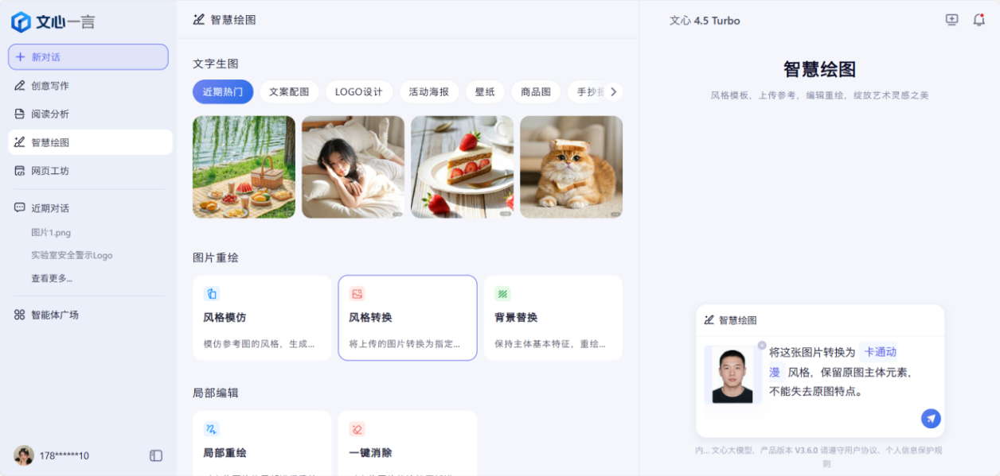 文心一言
新对话
创意写作
阅读分析
智慧绘图
网页工坊
近期对话
图片1.png
实验室安全警示Logo
查看更多...
智能体广场
178******10
智慧绘图
文字生图
近期热门
文案配图
LOGO设计
活动海报
壁纸
商品图
手抄报
图片重绘
风格模仿
模仿参考图的风格，生成...
风格转换
将上传的图片转换为指定...
背景替换
保持主体基本特征，重绘...
局部编辑
局部重绘
一键消除
文心 4.5 Turbo
智慧绘图
风格模板，上传参考，编辑重绘，绽放艺术灵感之美
智慧绘图
将这张图片转换为 卡通动
漫 风格，保留原图主体元素，
不能失去原图特点。
内... 文心大模型，产品版本 V3.6.0 请遵守用户协议、个人信息保护规
则